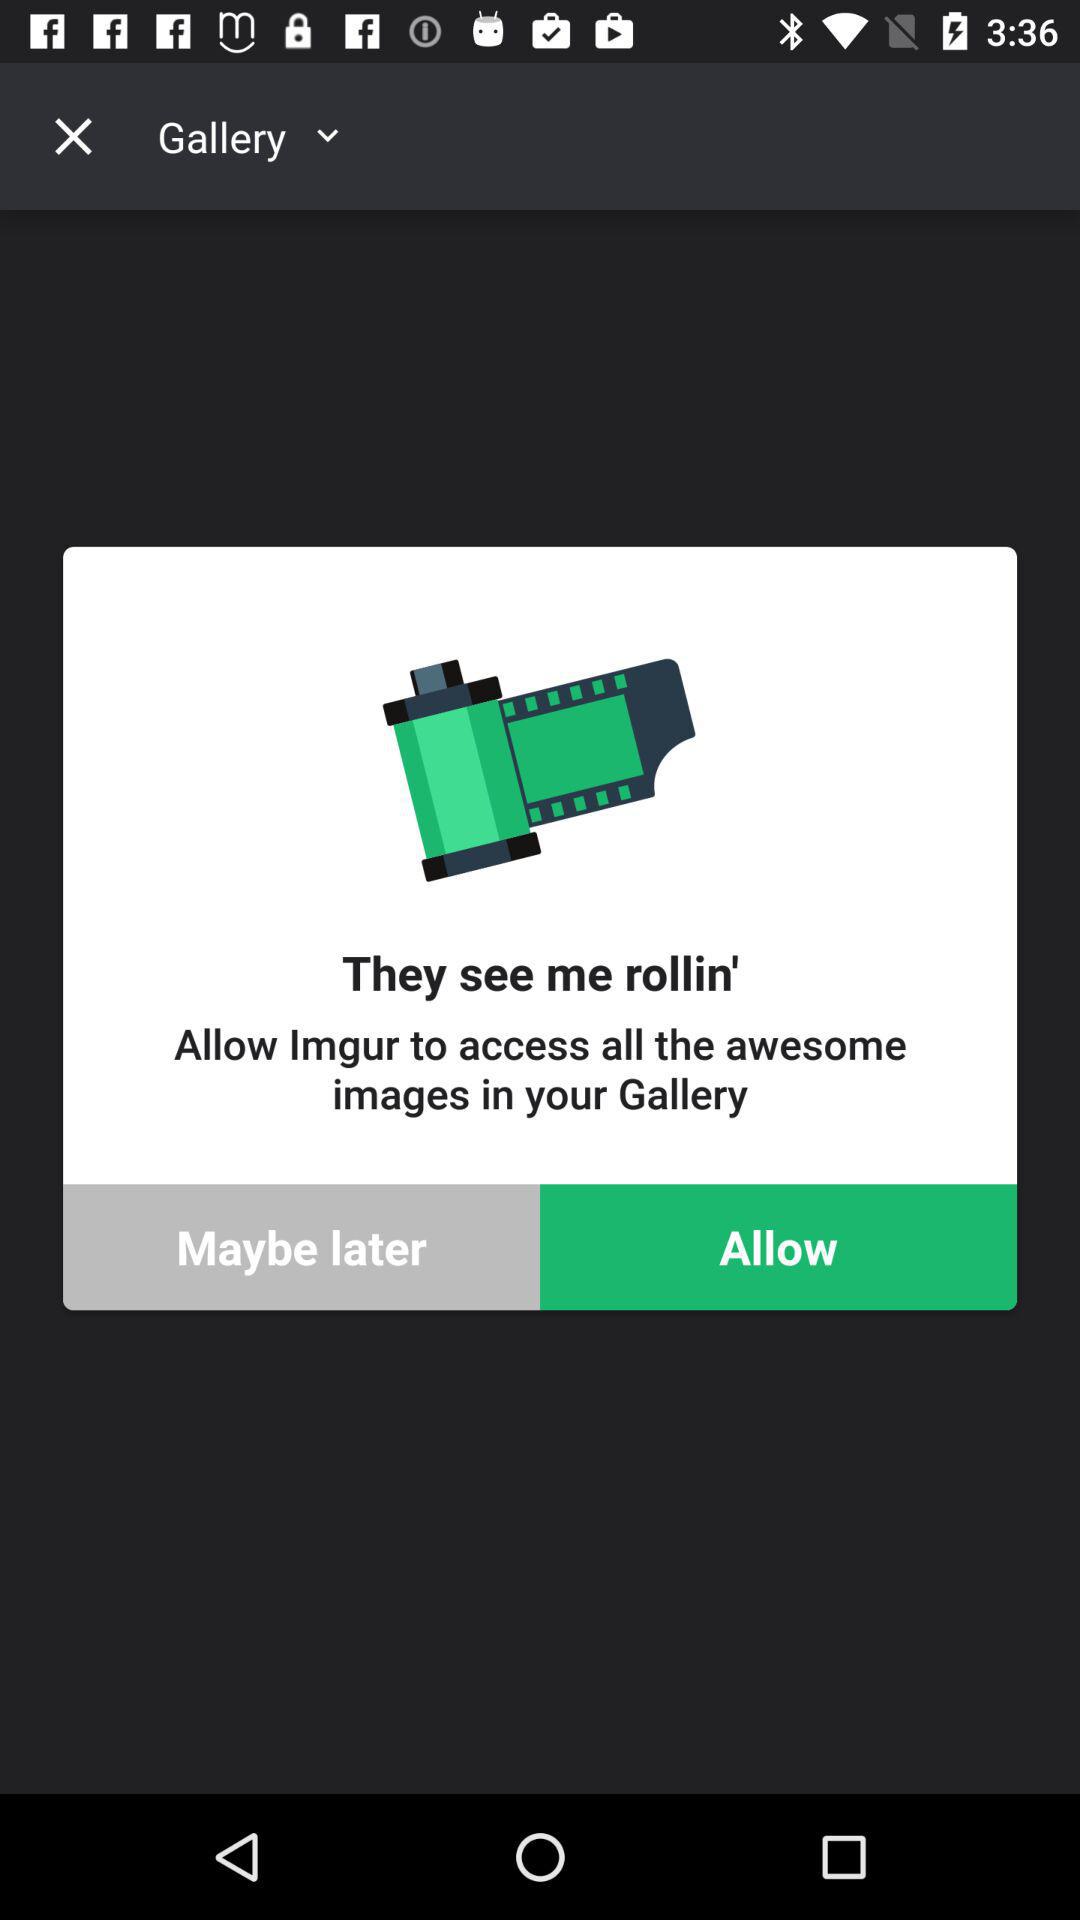 3:36
Gallery
They see me rollin'
Allow Imgur to access all the awesome
images in your Gallery
Maybe later
Allow